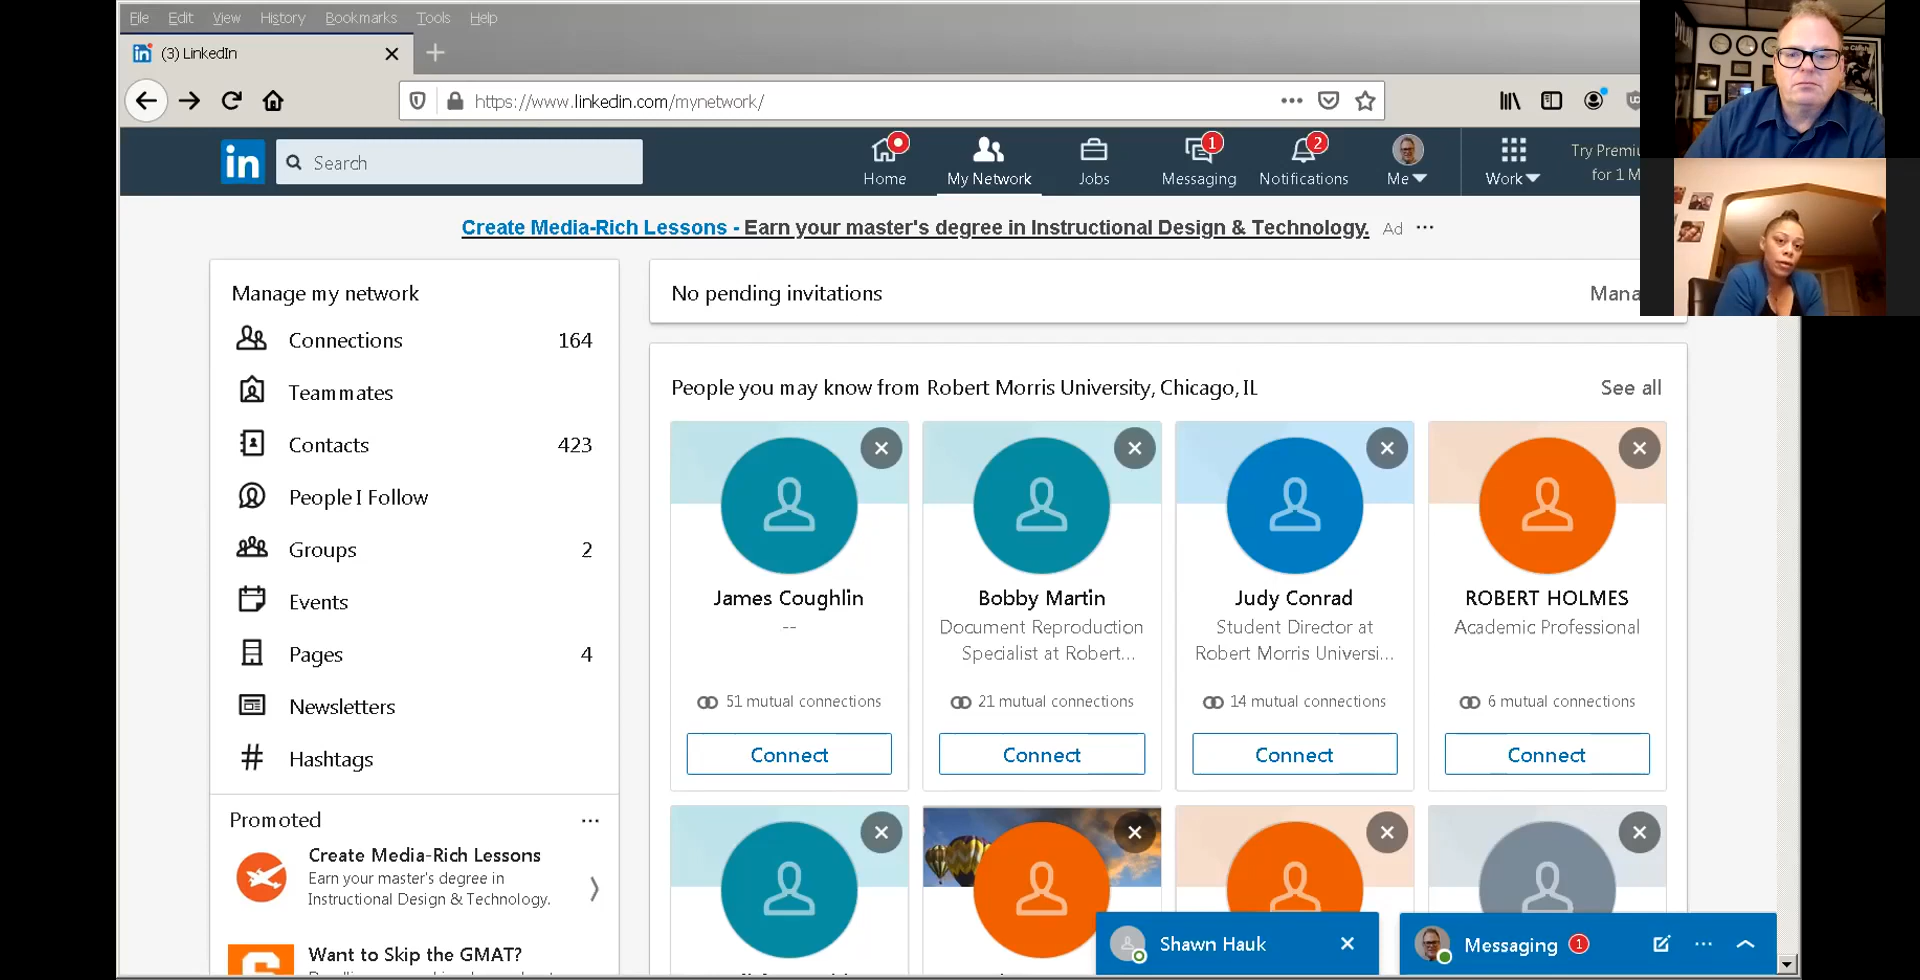 File Edit View History Bookmarks Tools Help
in (3) LinkedIn
https://www.linkedin.com/mynetwork/
in Search
Home My Network Jobs 1 Messaging 2 Notifications Me Work Try
for 1
Create Media-Rich Lessons - Earn your master's degree in Instructional Design & Technology. Ad ...
Manage my network
Connections 164
Teammates
Contacts 423
People I Follow
Groups 2
Events
Pages 4
Newsletters
# Hashtags
Promoted ...
Create Media-Rich Lessons
Earn your master's degree in
Instructional Design & Technology.
Want to Skip the GMAT?
No pending invitations
People you may know from Robert Morris University, Chicago, IL See all
James Coughlin
--
51 mutual connections
Connect
Bobby Martin
Document Reproduction
Specialist at Robert...
21 mutual connections
Connect
Judy Conrad
Student Director at
Robert Morris Universi...
14 mutual connections
Connect
ROBERT HOLMES
Academic Professional
6 mutual connections
Connect
Shawn Hauk
Messaging 1 ...